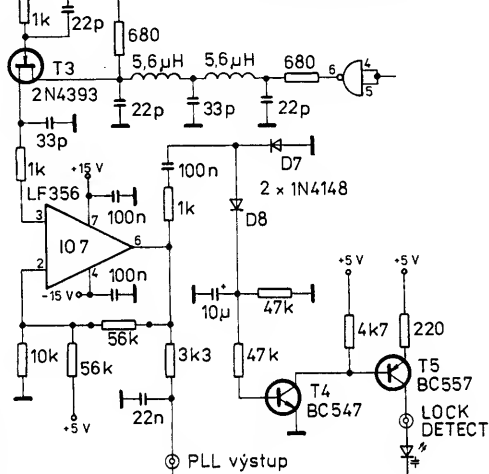 1k
22p
680
T3
2N4393
5,6µH
5,6µH
680
6
4
5
22p
33p
22p
33p
1k
+15 V
LF356
100n
100n
1k
D7
2 x 1N4148
D8
3
7
IO 7
6
2
4
100n
-15 V
10µ
+
47k
+5 V
+5 V
56k
10k
56k
3k3
47k
4k7
220
T5
BC557
T4
BC547
22n
+5 V
LOCK
DETECT
PLL výstup